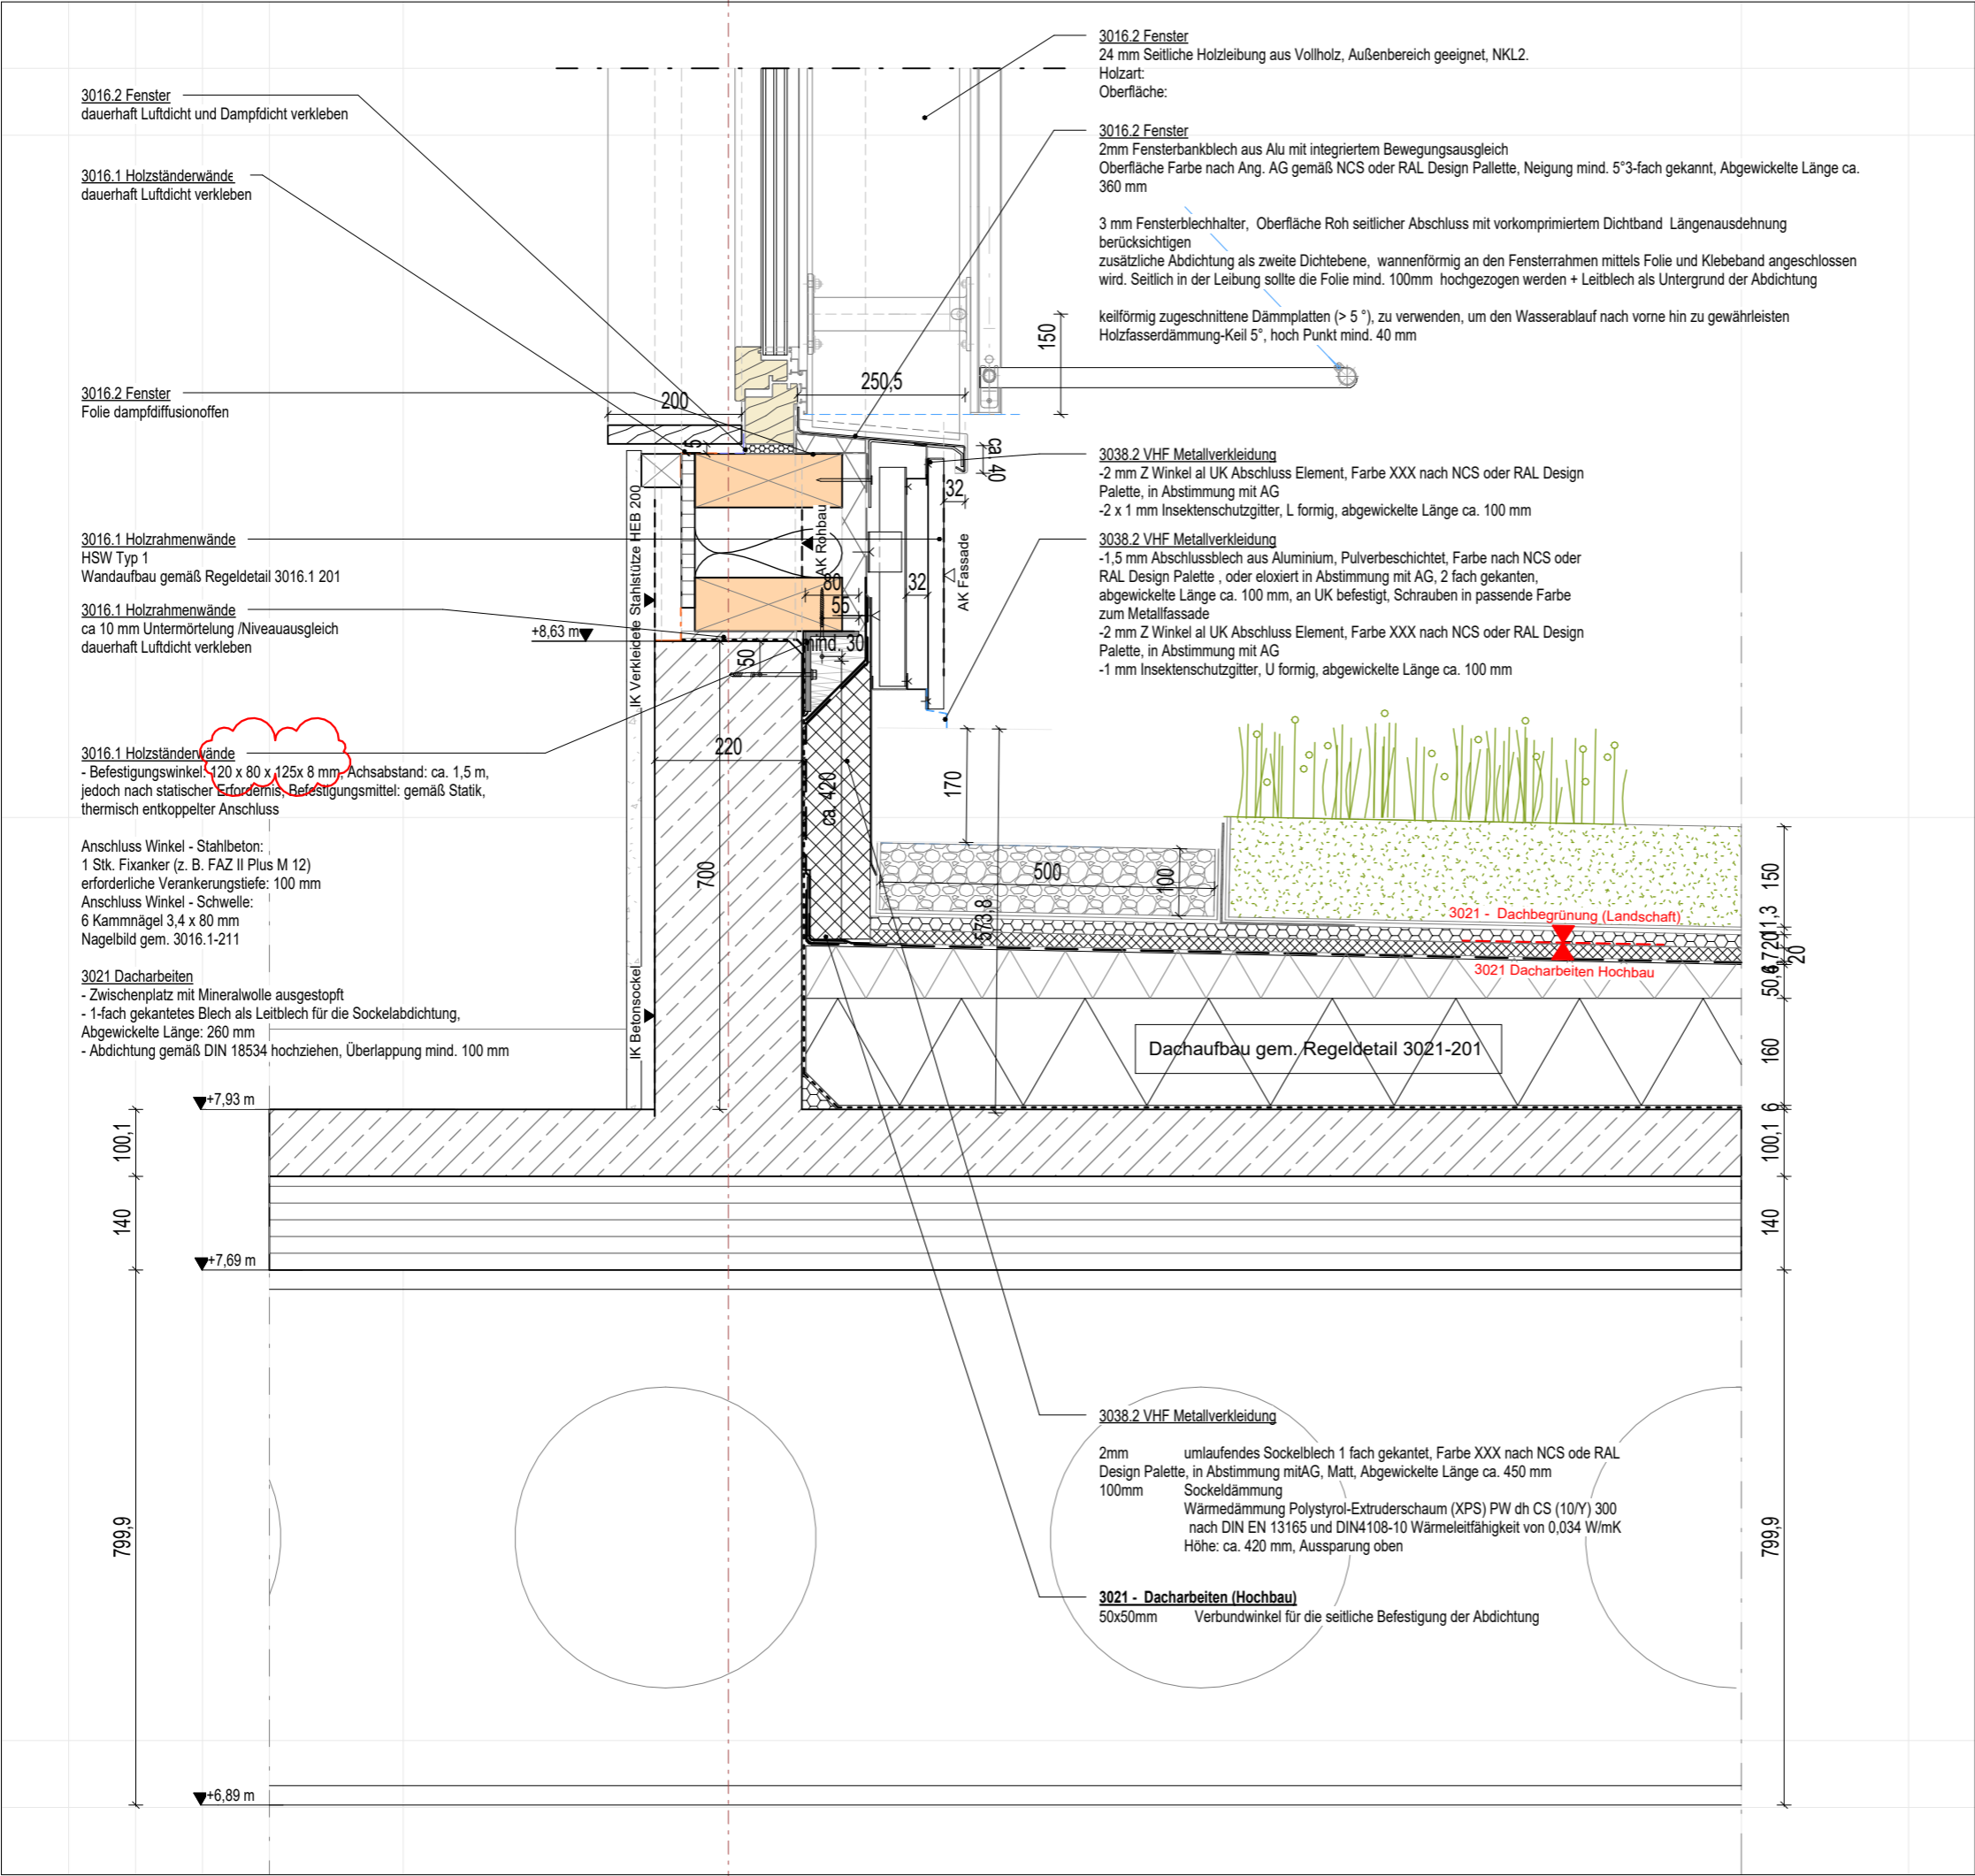 3016.2 Fenster
dauerhaft Luftdicht und Dampfdicht verkleben
3016.1 Holzständerwände
dauerhaft Luftdicht verkleben
3016.2 Fenster
Folie dampfdiffusionoffen
3016.1 Holzrahmenwände
HSW Typ 1
Wandaufbau gemäß Regeldetail 3016.1 201
3016.1 Holzrahmenwände
ca 10 mm Untermörtelung /Niveauausgleich
dauerhaft Luftdicht verkleben
3016.1 Holzständerwände
- Befestigungswinkel: 120 x 80 x 125x 8 mm, Achsabstand: ca. 1,5 m,
jedoch nach statischer Erfordernis, Befestigungsmittel: gemäß Statik,
thermisch entkoppelter Anschluss
Anschluss Winkel - Stahlbeton:
1 Stk. Fixanker (z. B. FAZ II Plus M 12)
erforderliche Verankerungstiefe: 100 mm
Anschluss Winkel - Schwelle:
6 Kammnägel 3,4 x 80 mm
Nagelbild gem. 3016.1-211
3021 Dacharbeiten
- Zwischenplatz mit Mineralwolle ausgestopft
- 1-fach gekantetes Blech als Leitblech für die Sockelabdichtung,
Abgewickelte Länge: 260 mm
- Abdichtung gemäß DIN 18534 hochziehen, Überlappung mind. 100 mm
3016.2 Fenster
24 mm Seitliche Holzleibung aus Vollholz, Außenbereich geeignet, NKL2.
Holzart:
Oberfläche:
3016.2 Fenster
2mm Fensterbankblech aus Alu mit integriertem Bewegungsausgleich
Oberfläche Farbe nach Ang. AG gemäß NCS oder RAL Design Pallette, Neigung mind. 5°3-fach gekannt, Abgewickelte Länge ca.
360 mm
3 mm Fensterblechhalter, Oberfläche Roh seitlicher Abschluss mit vorkomprimiertem Dichtband Längenausdehnung
berücksichtigen
zusätzliche Abdichtung als zweite Dichtebene, wannenförmig an den Fensterrahmen mittels Folie und Klebeband angeschlossen
wird. Seitlich in der Leibung sollte die Folie mind. 100mm hochgezogen werden + Leitblech als Untergrund der Abdichtung
keilförmig zugeschnittene Dämmplatten (> 5 °), zu verwenden, um den Wasserablauf nach vorne hin zu gewährleisten
Holzfaserdämmung-Keil 5°, hoch Punkt mind. 40 mm
3038.2 VHF Metallverkleidung
-2 mm Z Winkel al UK Abschluss Element, Farbe XXX nach NCS oder RAL Design
Palette, in Abstimmung mit AG
-2 x 1 mm Insektenschutzgitter, L formig, abgewickelte Länge ca. 100 mm
3038.2 VHF Metallverkleidung
-1,5 mm Abschlussblech aus Aluminium, Pulverbeschichtet, Farbe nach NCS oder
RAL Design Palette , oder eloxiert in Abstimmung mit AG, 2 fach gekanten,
abgewickelte Länge ca. 100 mm, an UK befestigt, Schrauben in passende Farbe
zum Metallfassade
-2 mm Z Winkel al UK Abschluss Element, Farbe XXX nach NCS oder RAL Design
Palette, in Abstimmung mit AG
-1 mm Insektenschutzgitter, U formig, abgewickelte Länge ca. 100 mm
200
250,5
150
5
ca. 40
32
32
80
55
mind. 30
50
AK Rohbau
AK Fassade
IK Verkleidete Stahlstütze HEB 200
IK Betonsockel
+8,63 m
220
700
ca. 420
170
573,8
500
100
3021 - Dachbegrünung (Landschaft)
3021 Dacharbeiten Hochbau
Dachaufbau gem. Regeldetail 3021-201
150
11,3
20
20
160
6
100,1
140
799,9
+7,93 m
100,1
140
+7,69 m
799,9
+6,89 m
3038.2 VHF Metallverkleidung
2mm umlaufendes Sockelblech 1 fach gekantet, Farbe XXX nach NCS ode RAL
Design Palette, in Abstimmung mitAG, Matt, Abgewickelte Länge ca. 450 mm
100mm Sockeldämmung
Wärmedämmung Polystyrol-Extruderschaum (XPS) PW dh CS (10/Y) 300
nach DIN EN 13165 und DIN4108-10 Wärmeleitfähigkeit von 0,034 W/mK
Höhe: ca. 420 mm, Aussparung oben
3021 - Dacharbeiten (Hochbau)
50x50mm Verbundwinkel für die seitliche Befestigung der Abdichtung